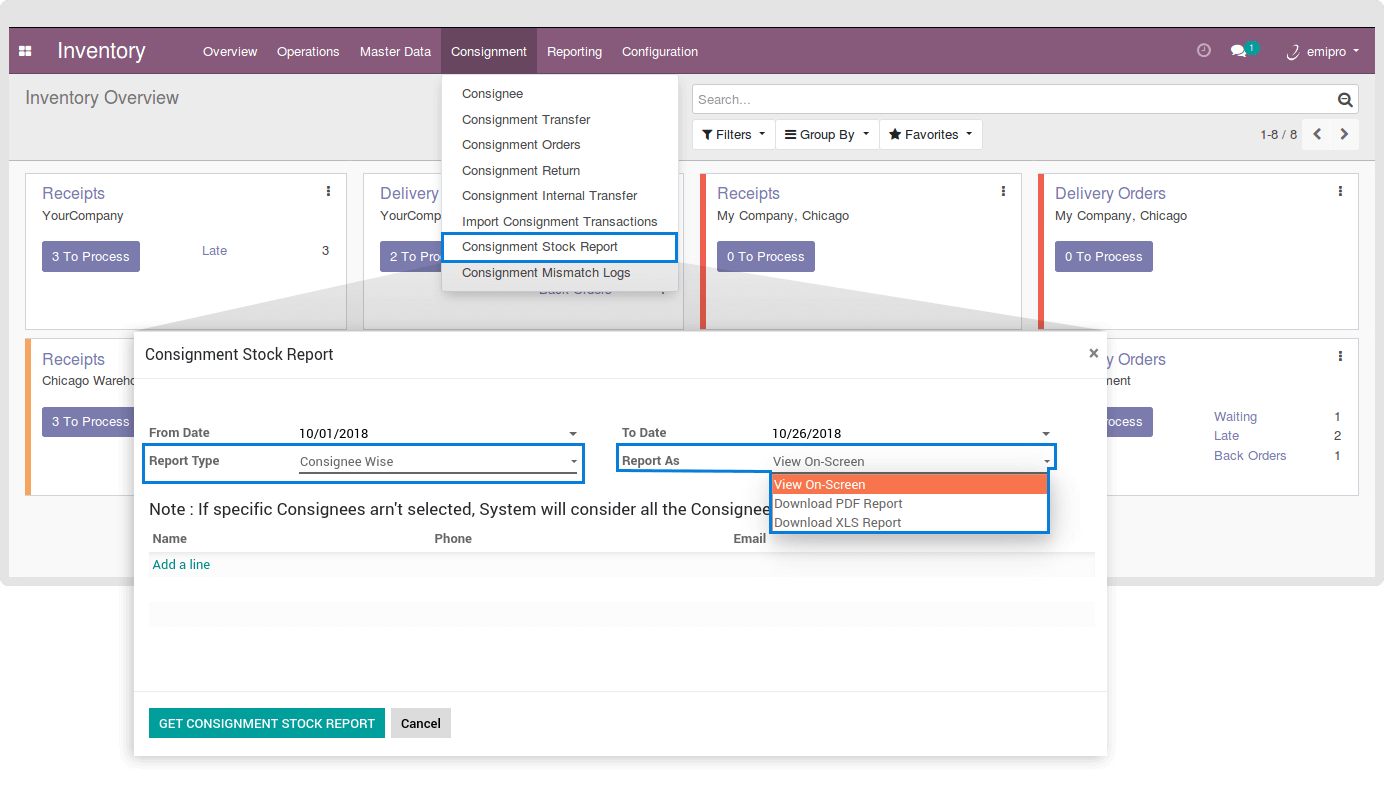 Inventory Overview Operations Master Data Consignment Reporting Configuration 1 emipro
Inventory Overview
Search...
Filters Group By Favorites 1-8 / 8
Consignee
Consignment Transfer
Consignment Orders
Consignment Return
Consignment Internal Transfer
Import Consignment Transactions
Consignment Stock Report
Consignment Mismatch Logs
Receipts
YourCompany
3 To Process Late 3
Delivery
YourComp
2 To Pro
Back Orders
Receipts
My Company, Chicago
0 To Process
Delivery Orders
My Company, Chicago
0 To Process
Receipts
Chicago Wareho
3 To Process
y Orders
ment
ocess Waiting 1
Late 2
Back Orders 1
Consignment Stock Report ×
From Date 10/01/2018 To Date 10/26/2018
Report Type Consignee Wise Report As View On-Screen
View On-Screen
Download PDF Report
Download XLS Report
Note : If specific Consignees arn't selected, System will consider all the Consignee
Name Phone Email
Add a line
GET CONSIGNMENT STOCK REPORT Cancel